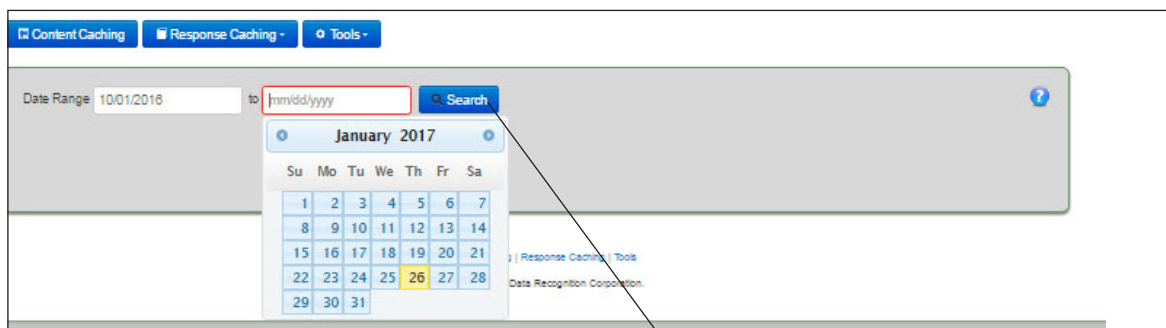 Content Caching Response Caching Tools
Date Range 10/01/2016 to mm/dd/yyyy Search ?
January 2017
Su Mo Tu We Th Fr Sa
1 2 3 4 5 6 7
8 9 10 11 12 13 14
15 16 17 18 19 20 21
22 23 24 25 26 27 28
29 30 31
| Response Caching | Tools
Data Recognition Corporation.